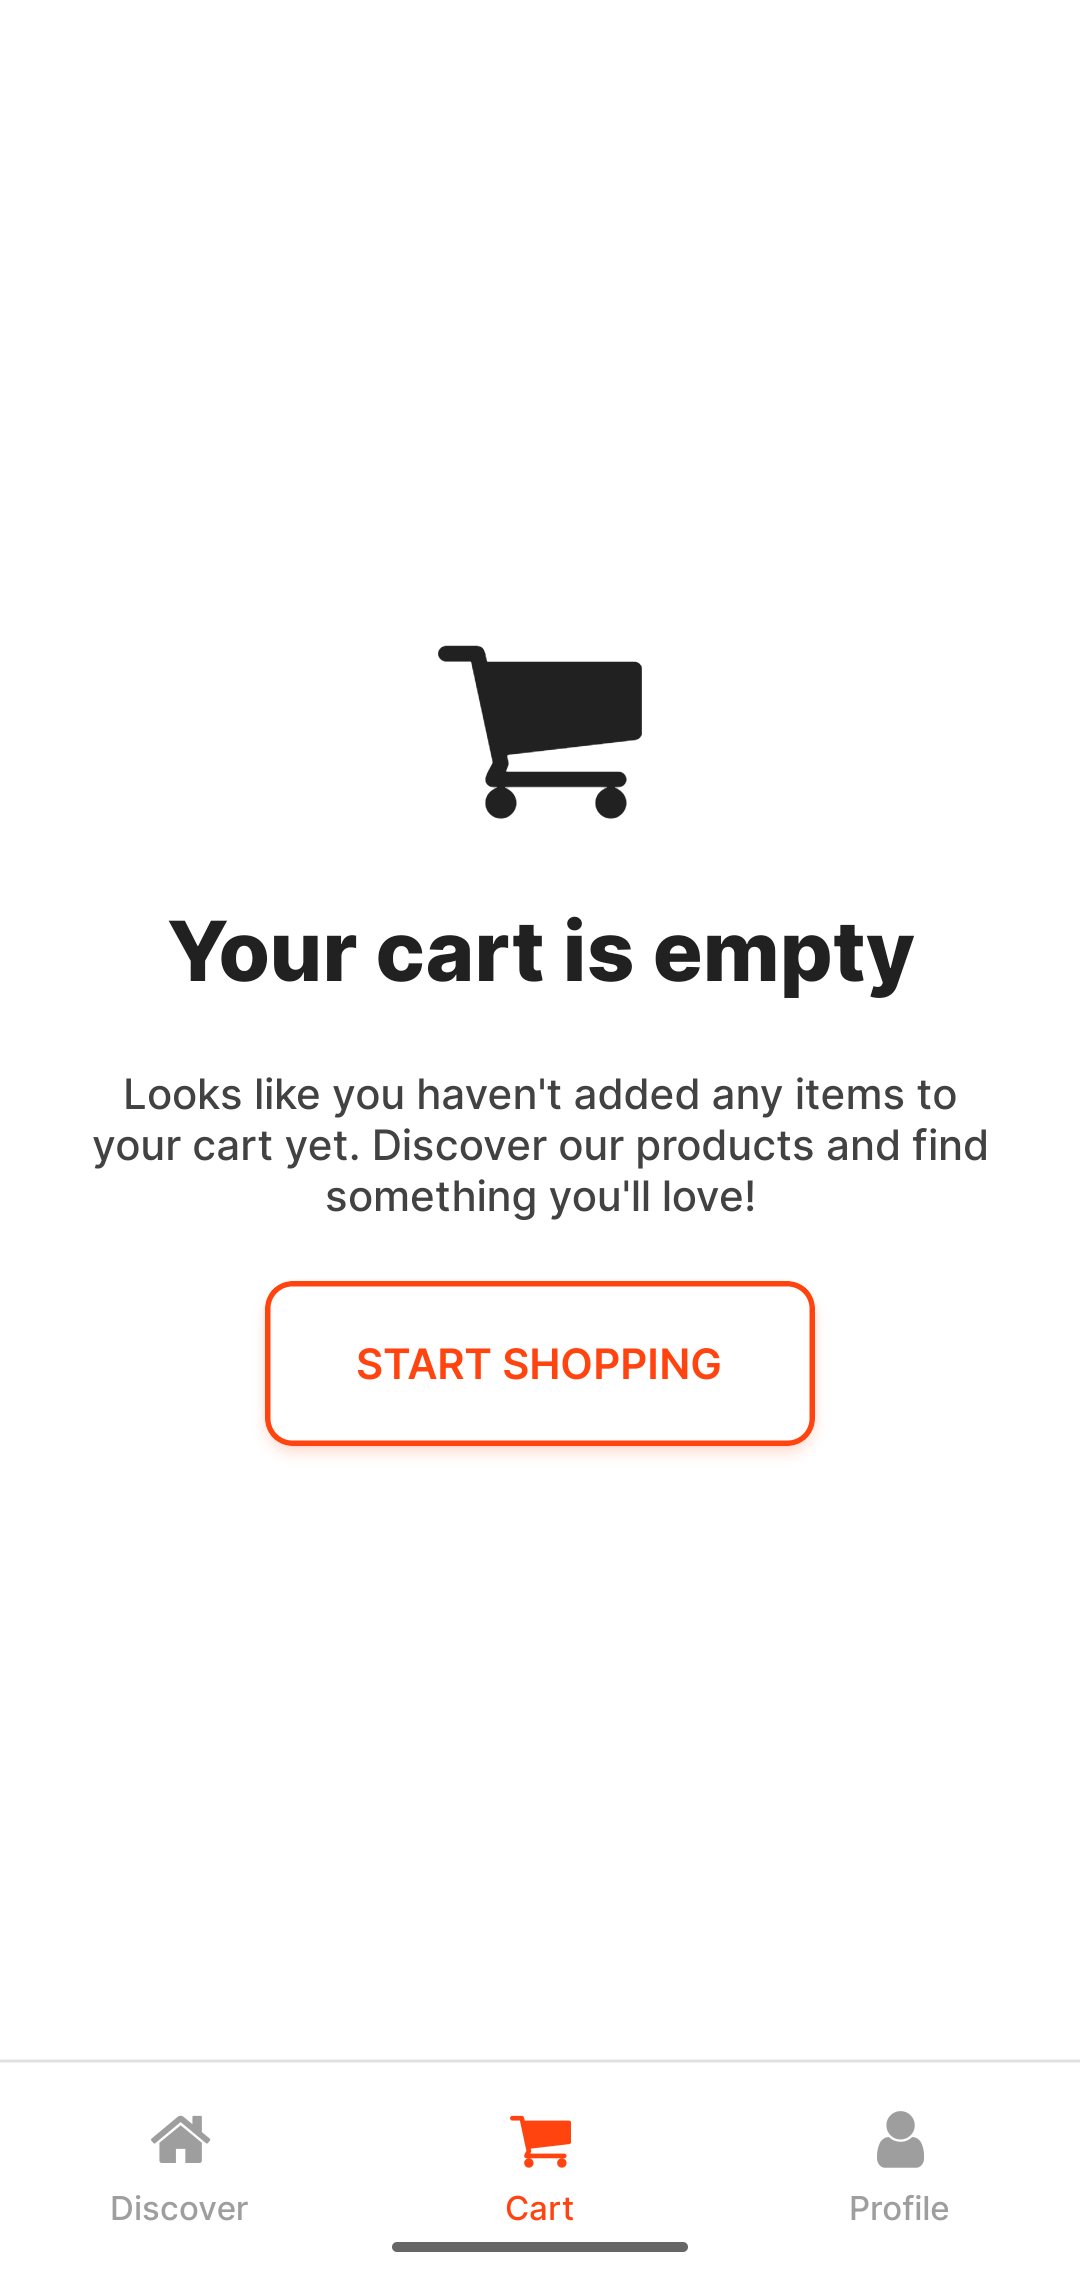 Your cart is empty
Looks like you haven't added any items to
your cart yet. Discover our products and find
something you'll love!
START SHOPPING
Discover
Cart
Profile